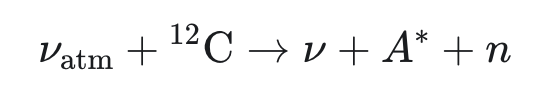 ν_atm + ¹²C → ν + A* + n